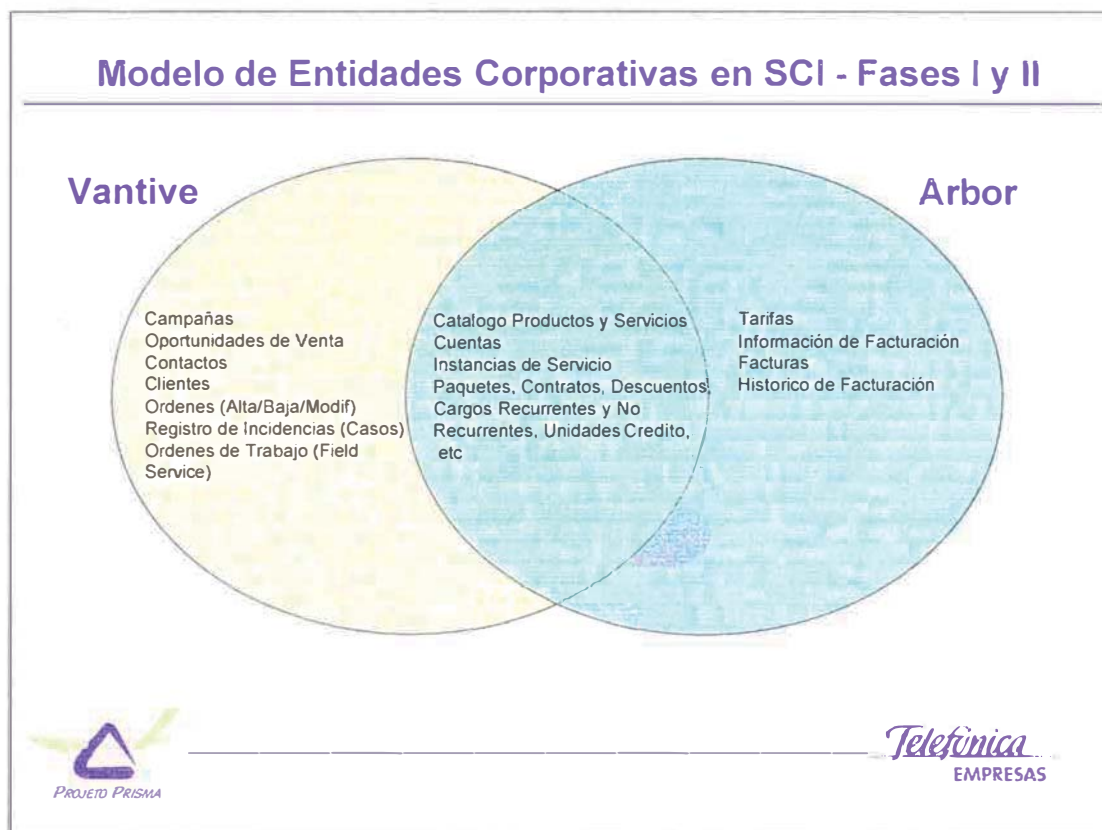 Modelo de Entidades Corporativas en SCI - Fases I y II
Vantive
Arbor
Campañas
Oportunidades de Venta
Contactos
Clientes
Ordenes (Alta/Baja/Modif)
Registro de Incidencias (Casos)
Ordenes de Trabajo (Field
Service)
Catalogo Productos y Servicios
Cuentas
Instancias de Servicio
Paquetes, Contratos, Descuentos,
Cargos Recurrentes y No
Recurrentes, Unidades Credito,
etc
Tarifas
Información de Facturación
Facturas
Historico de Facturación
PROJETO PRISMA
Telefónica
EMPRESAS